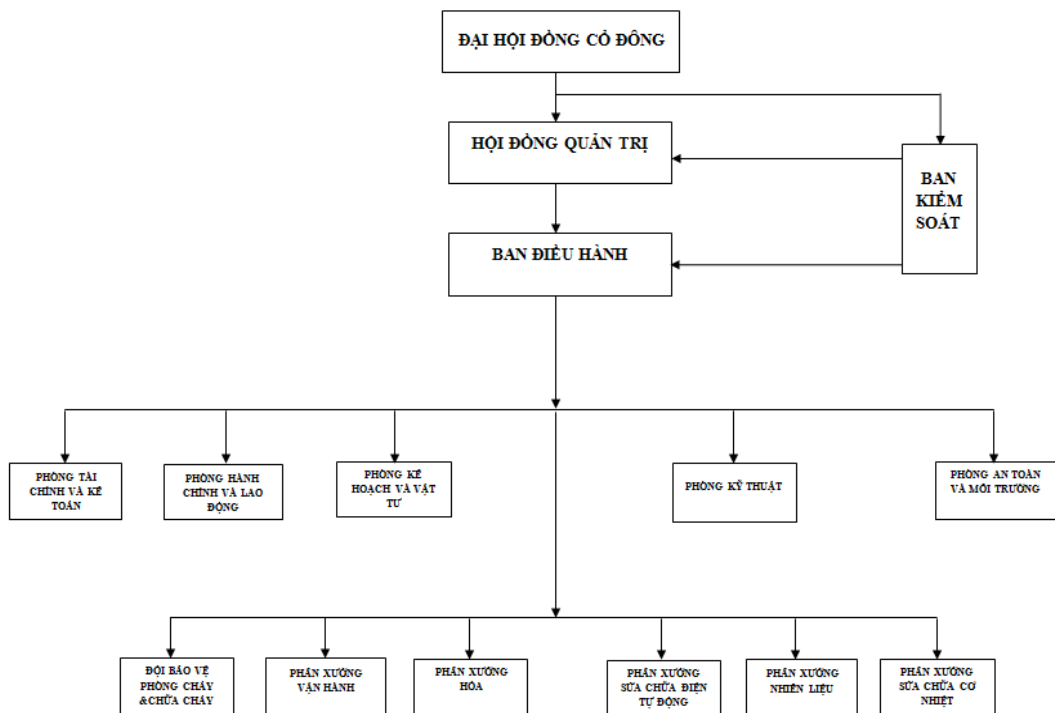 ĐẠI HỘI ĐỒNG CỔ ĐÔNG
HỘI ĐỒNG QUẢN TRỊ
BAN
KIỂM
SOÁT
BAN ĐIỀU HÀNH
PHÒNG TÀI
CHÍNH VÀ KẾ
TOÁN
PHÒNG HÀNH
CHÍNH VÀ LAO
ĐỘNG
PHÒNG KẾ
HOẠCH VÀ VẬT
TƯ
PHÒNG KỸ THUẬT
PHÒNG AN TOÀN
VÀ MÔI TRƯỜNG
ĐỘI BẢO VỆ
PHÒNG CHÁY
&CHỮA CHÁY
PHÂN XƯỞNG
VẬN HÀNH
PHÂN XƯỞNG
HÓA
PHÂN XƯỞNG
SỬA CHỮA ĐIỆN
TỰ ĐỘNG
PHÂN XƯỞNG
NHIÊN LIỆU
PHÂN XƯỞNG
SỬA CHỮA CƠ
NHIỆT